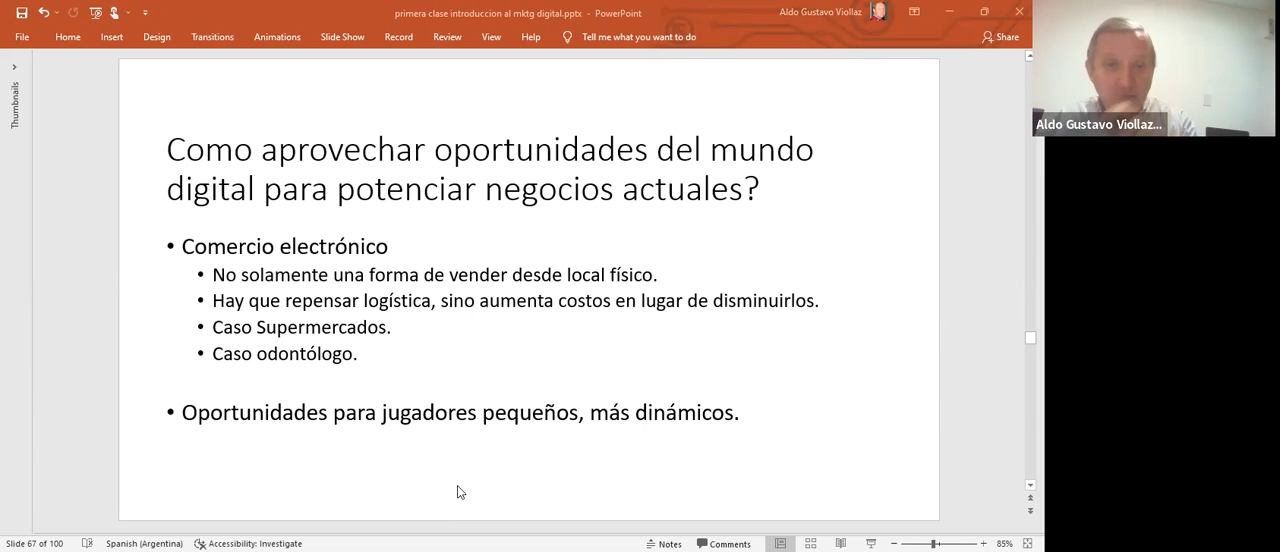 primera clase introduccion al mktg digital.pptx - PowerPoint
Aldo Gustavo Viollaz
File Home Insert Design Transitions Animations Slide Show Record Review View Help Tell me what you want to do Share
Thumbnails
Aldo Gustavo Viollaz...
Como aprovechar oportunidades del mundo
digital para potenciar negocios actuales?
• Comercio electrónico
• No solamente una forma de vender desde local físico.
• Hay que repensar logística, sino aumenta costos en lugar de disminuirlos.
• Caso Supermercados.
• Caso odontólogo.
• Oportunidades para jugadores pequeños, más dinámicos.
Slide 67 of 100 Spanish (Argentina) Accessibility: Investigate Notes Comments 85%